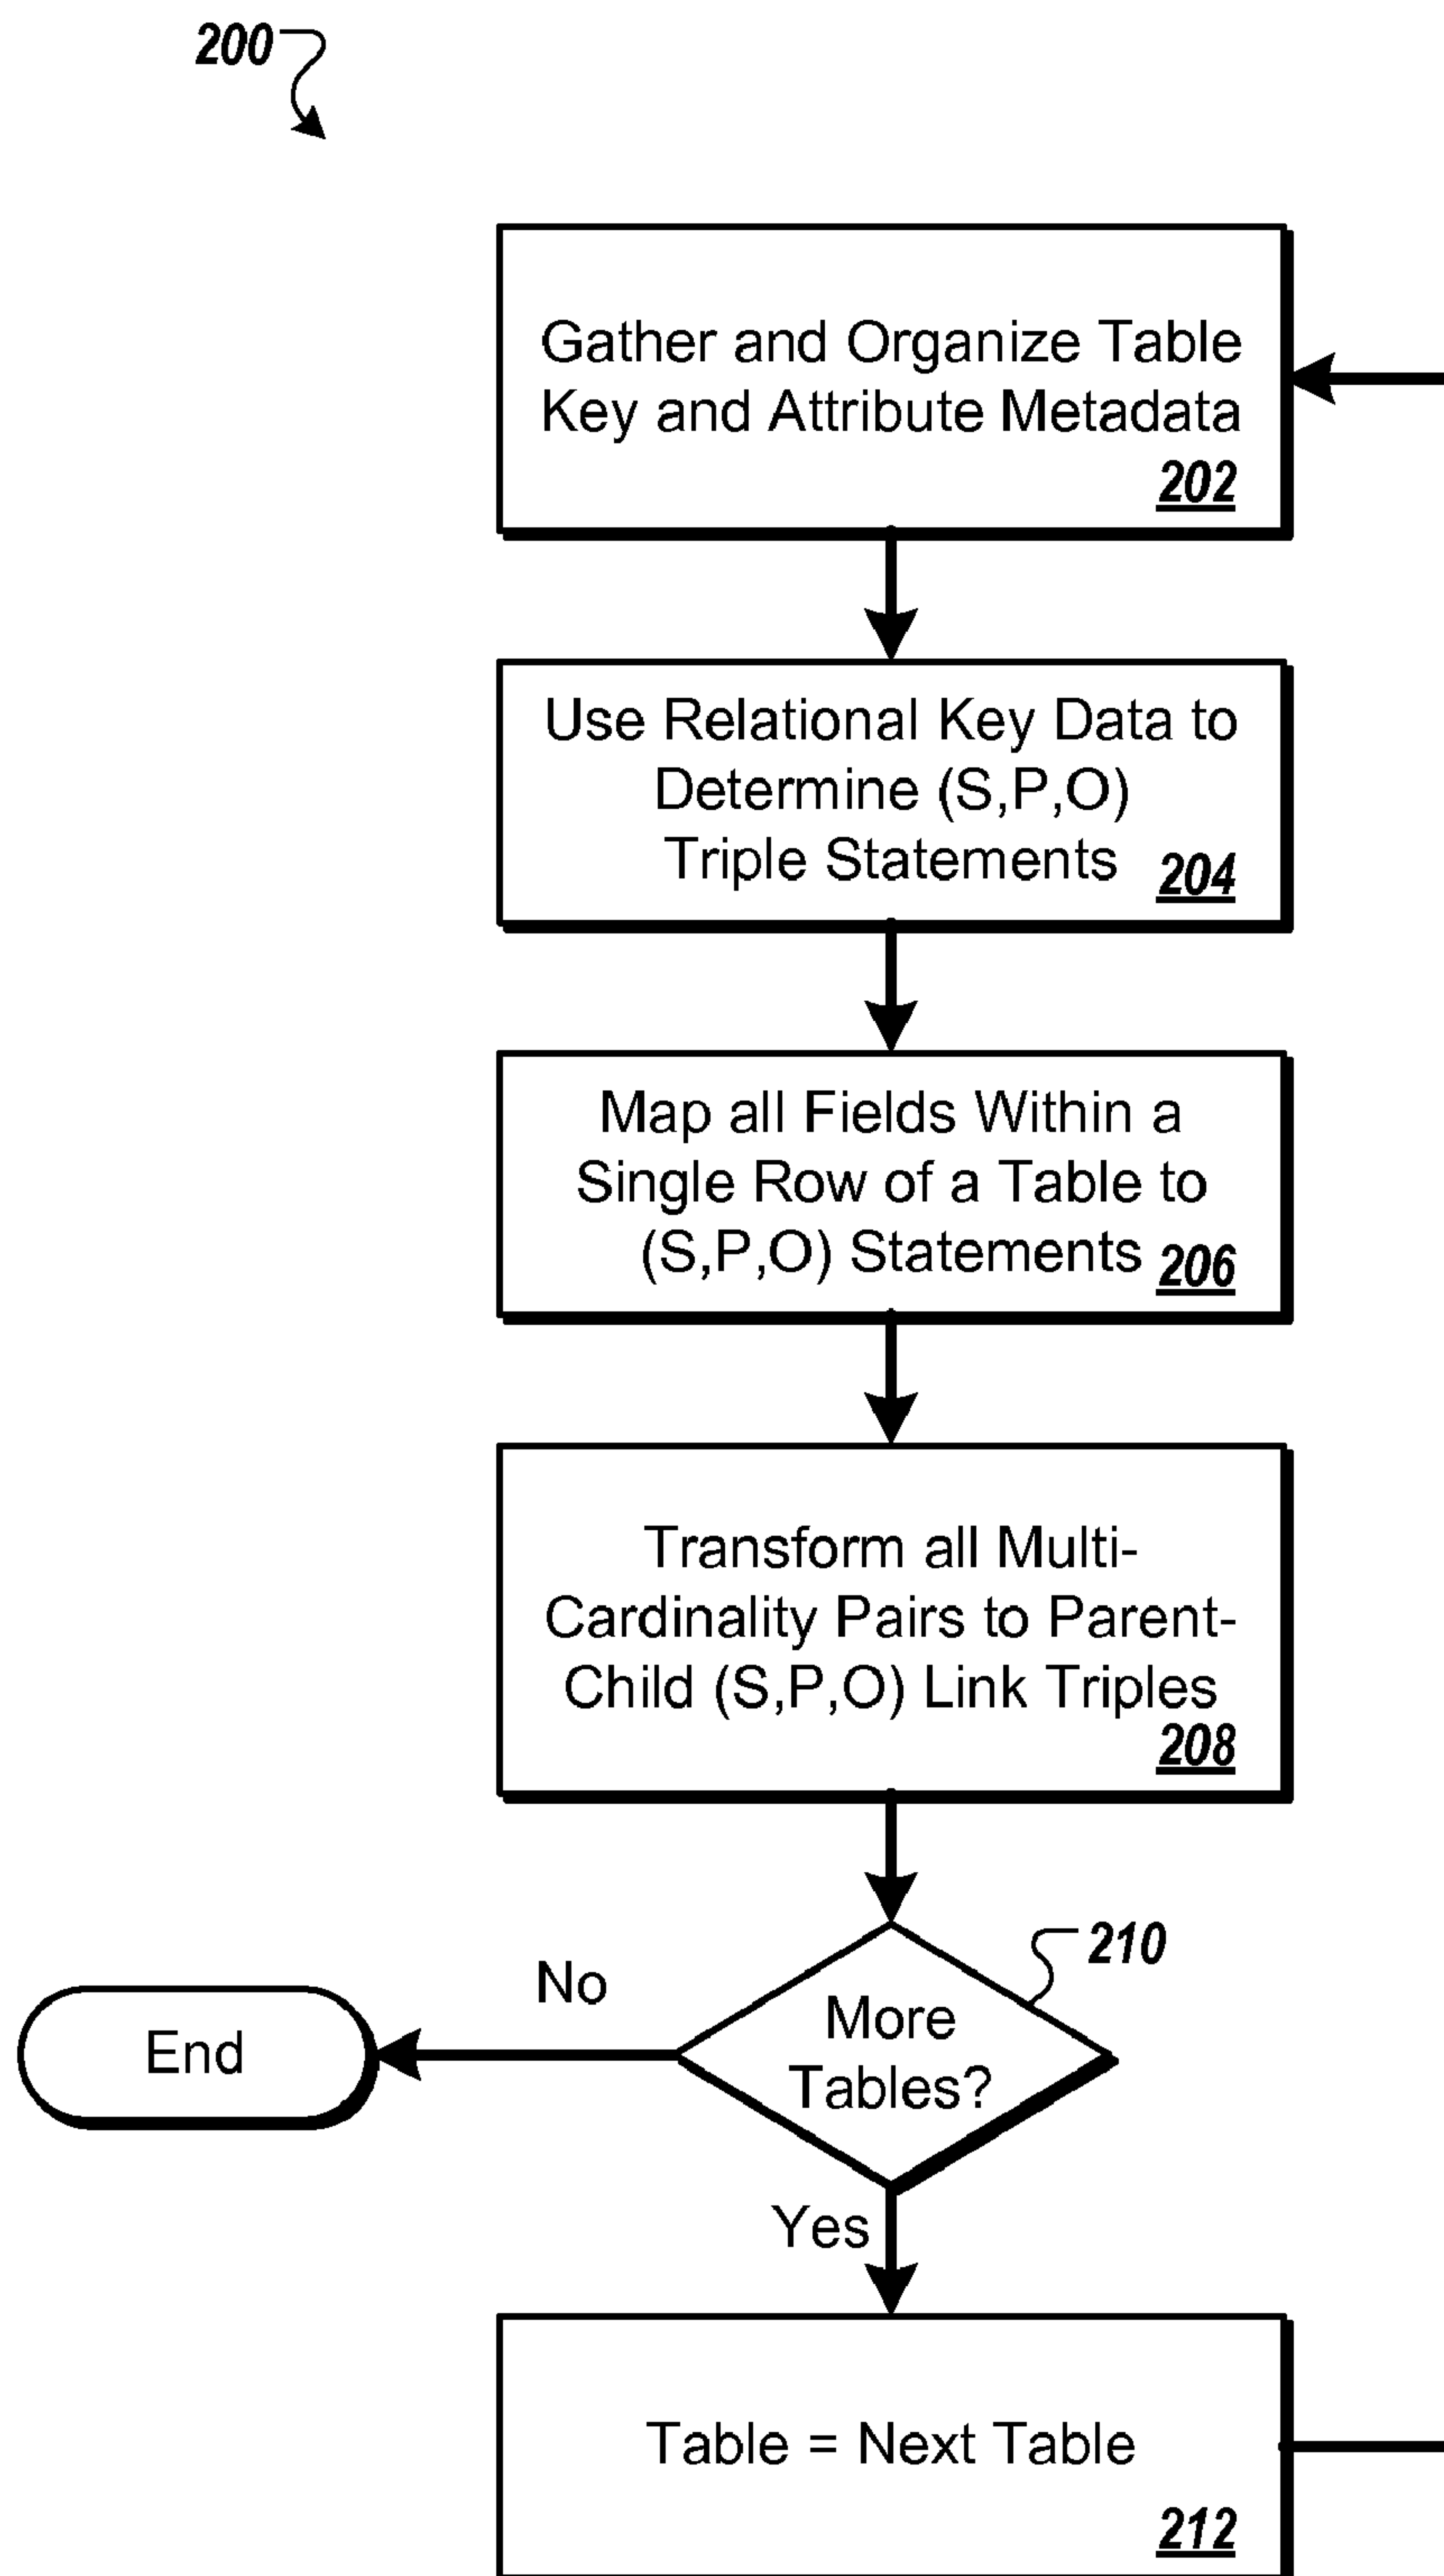 200
Gather and Organize Table
Key and Attribute Metadata
202
Use Relational Key Data to
Determine (S,P,O)
Triple Statements 204
Map all Fields Within a
Single Row of a Table to
(S,P,O) Statements 206
Transform all Multi-
Cardinality Pairs to Parent-
Child (S,P,O) Link Triples
208
210
No
More
Tables?
End
Yes
Table = Next Table
212